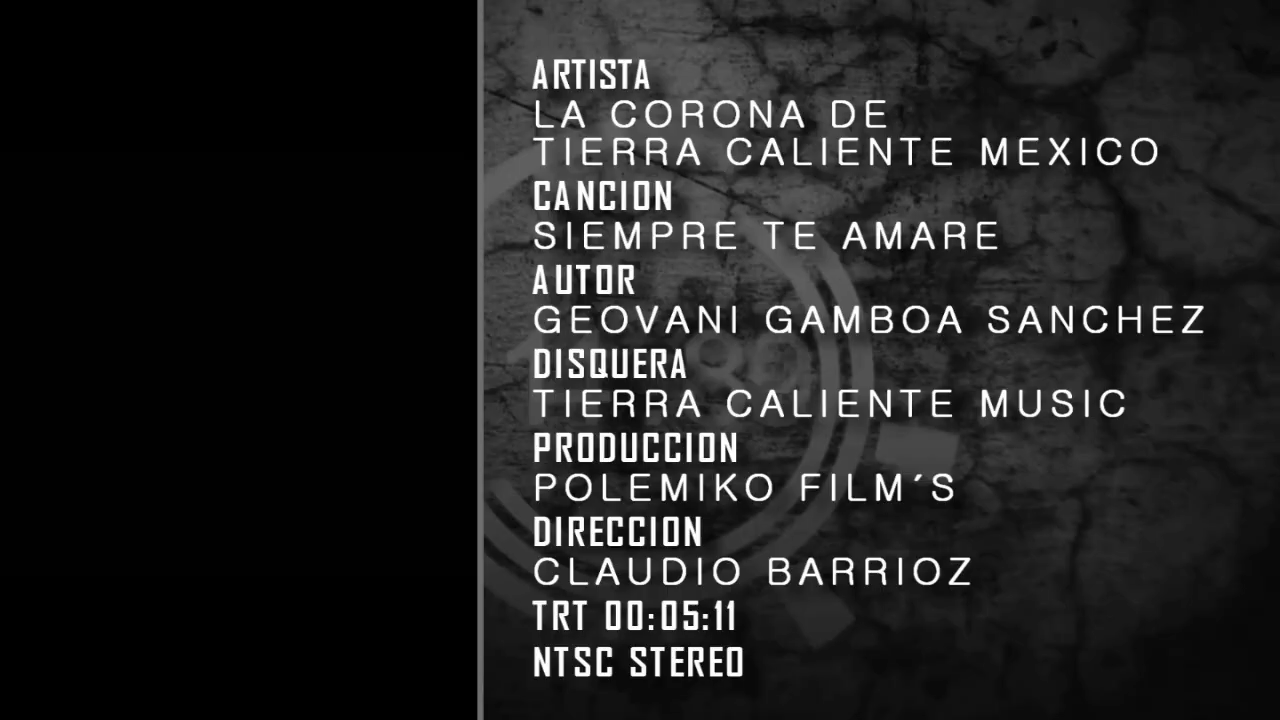 ARTISTA
LA CORONA DE
TIERRA CALIENTE MEXICO
CANCION
SIEMPRE TE AMARE
AUTOR
GEOVANI GAMBOA SANCHEZ
DISQUERA
TIERRA CALIENTE MUSIC
PRODUCCION
POLEMIKO FILM´S
DIRECCION
CLAUDIO BARRIOZ
TRT 00:05:11
NTSC STEREO